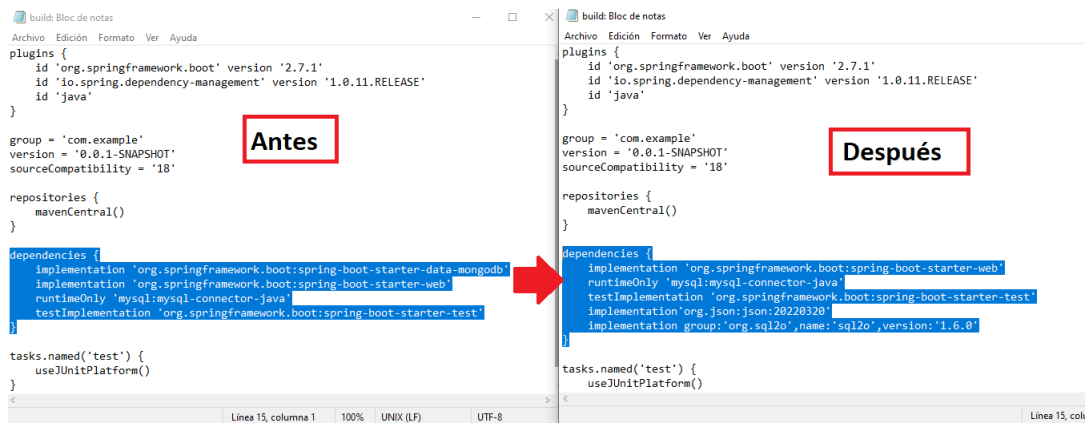 build: Bloc de notas
Archivo Edición Formato Ver Ayuda
plugins {
    id 'org.springframework.boot' version '2.7.1'
    id 'io.spring.dependency-management' version '1.0.11.RELEASE'
    id 'java'
}
group = 'com.example'
version = '0.0.1-SNAPSHOT'
sourceCompatibility = '18'
Antes
repositories {
    mavenCentral()
}
dependencies {
    implementation 'org.springframework.boot:spring-boot-starter-data-mongodb'
    implementation 'org.springframework.boot:spring-boot-starter-web'
    runtimeOnly 'mysql:mysql-connector-java'
    testImplementation 'org.springframework.boot:spring-boot-starter-test'
}
tasks.named('test') {
    useJUnitPlatform()
}
Línea 15, columna 1 100% UNIX (LF) UTF-8
build: Bloc de notas
Archivo Edición Formato Ver Ayuda
plugins {
    id 'org.springframework.boot' version '2.7.1'
    id 'io.spring.dependency-management' version '1.0.11.RELEASE'
    id 'java'
}
group = 'com.example'
version = '0.0.1-SNAPSHOT'
sourceCompatibility = '18'
Después
repositories {
    mavenCentral()
}
dependencies {
    implementation 'org.springframework.boot:spring-boot-starter-web'
    runtimeOnly 'mysql:mysql-connector-java'
    testImplementation 'org.springframework.boot:spring-boot-starter-test'
    implementation'org.json:json:20220320'
    implementation group:'org.sql2o',name:'sql2o',version:'1.6.0'
}
tasks.named('test') {
    useJUnitPlatform()
Línea 15, colu